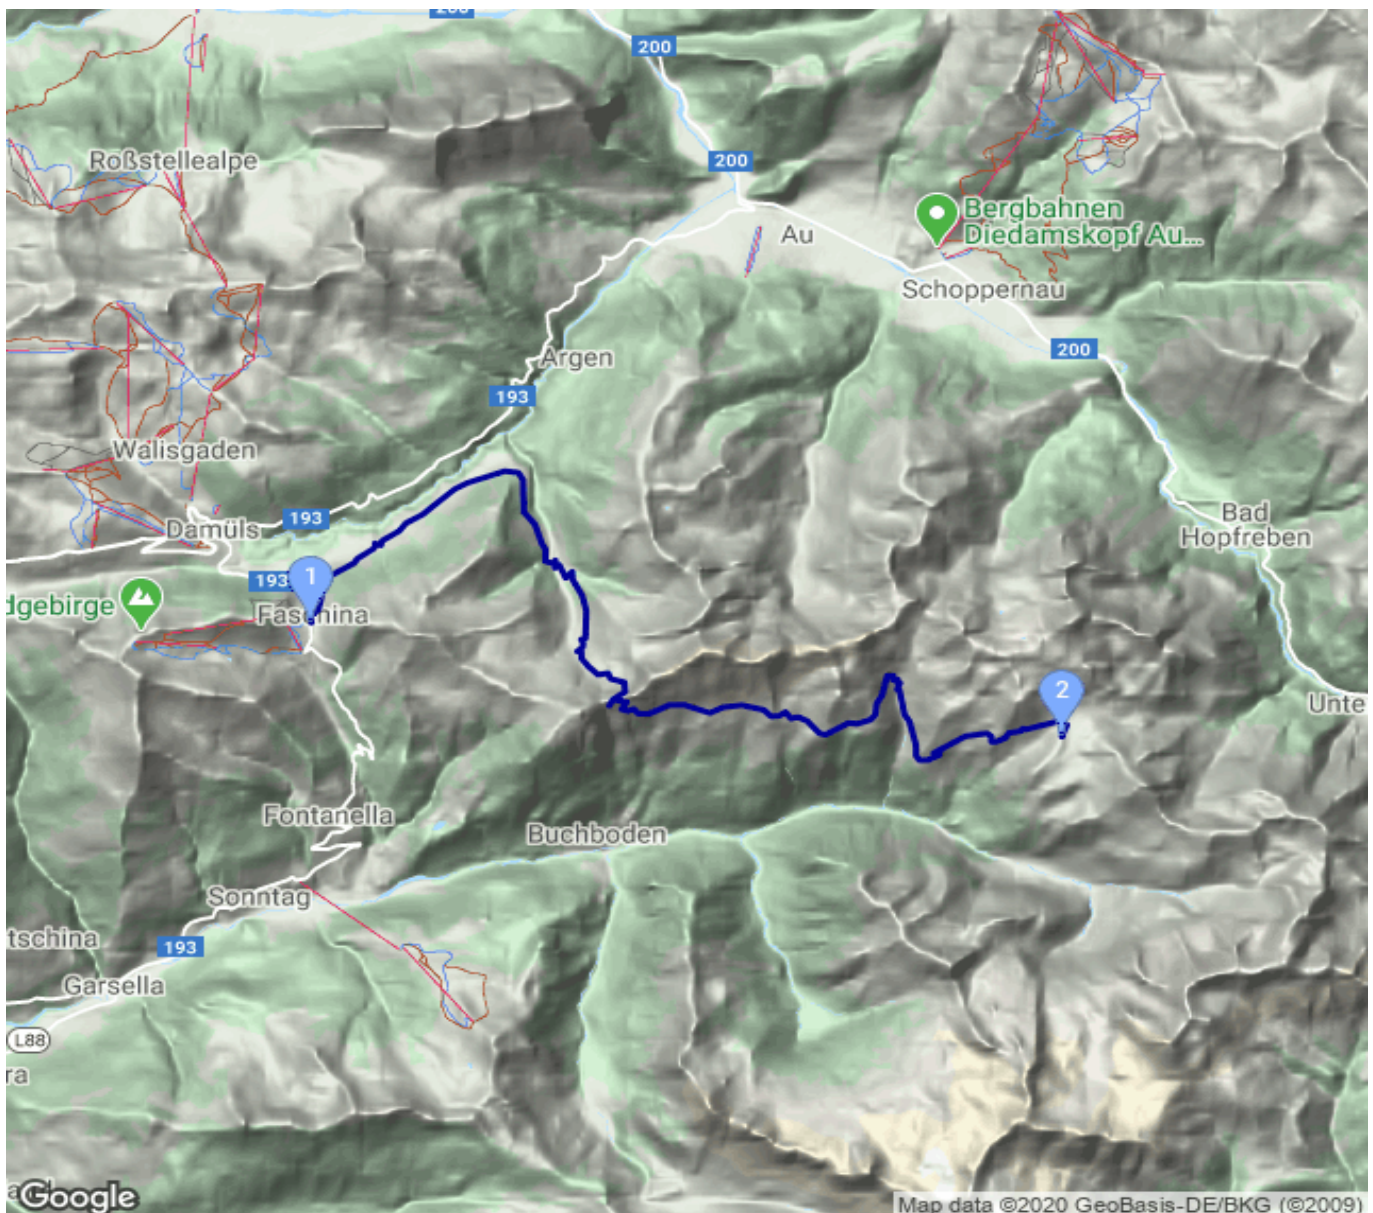 200
200
Roßstellealpe
200
Bergbahnen
Diedamskopf Au...
Au
Schoppernau
200
Argen
193
Walisgaden
Bad
Hopfreben
193
Damüls
1
193
dgebirge
Faschina
2
Unte
Fontanella
Buchboden
Sonntag
tschina
193
Garsella
L88
ra
Google
Map data ©2020 GeoBasis-DE/BKG (©2009)